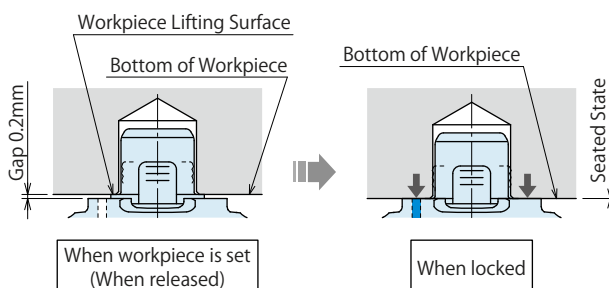 Workpiece Lifting Surface
Bottom of Workpiece
Gap 0.2mm
When workpiece is set
(When released)
Bottom of Workpiece
Seated State
When locked